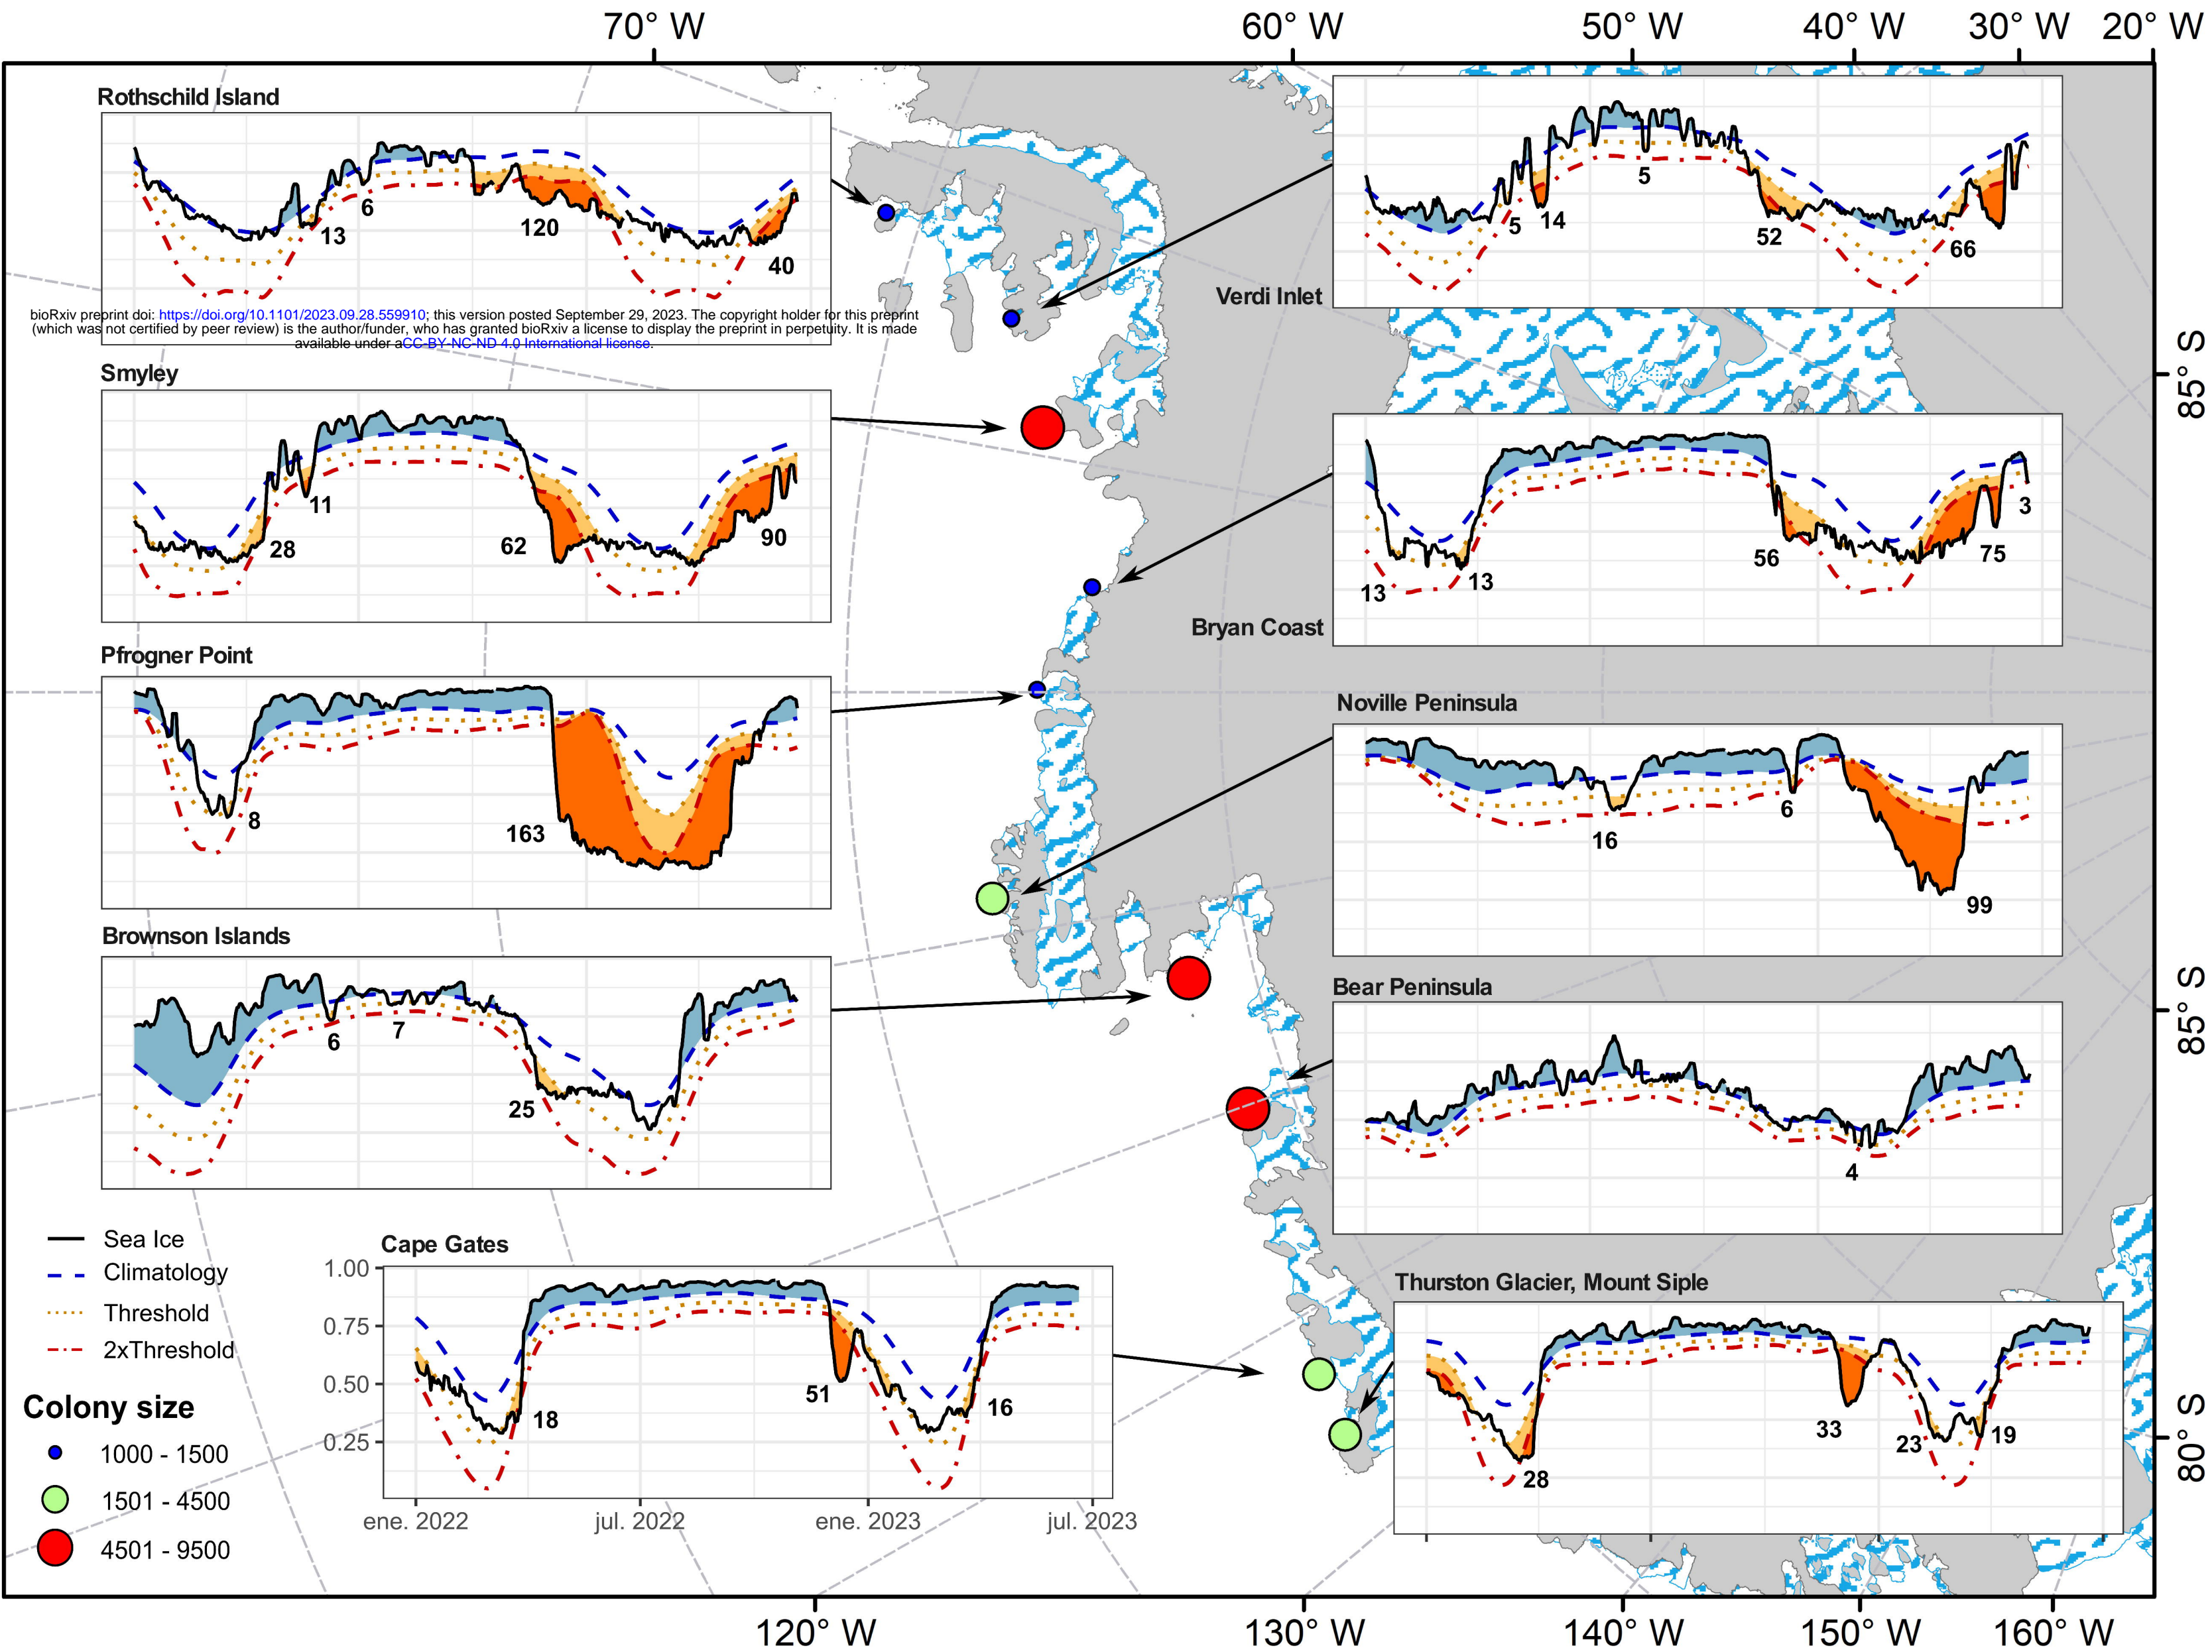 70° W 60° W 50° W 40° W 30° W 20° W
Rothschild Island
6
13
120
40
bioRxiv preprint doi: https://doi.org/10.1101/2023.09.28.559910; this version posted September 29, 2023. The copyright holder for this preprint
(which was not certified by peer review) is the author/funder, who has granted bioRxiv a license to display the preprint in perpetuity. It is made
available under aCC-BY-NC-ND 4.0 International license.
Verdi Inlet
5
14
5
52
66
85° S
Smyley
28
11
62
90
Bryan Coast
13
13
56
75
3
Pfrogner Point
8
163
Noville Peninsula
16
6
99
Brownson Islands
6
7
25
Bear Peninsula
4
85° S
Sea Ice
Climatology
Threshold
2xThreshold
Colony size
1000 - 1500
1501 - 4500
4501 - 9500
Cape Gates
1.00
0.75
0.50
0.25
18
51
16
ene. 2022 jul. 2022 ene. 2023 jul. 2023
Thurston Glacier, Mount Siple
28
33
23
19
80° S
120° W 130° W 140° W 150° W 160° W